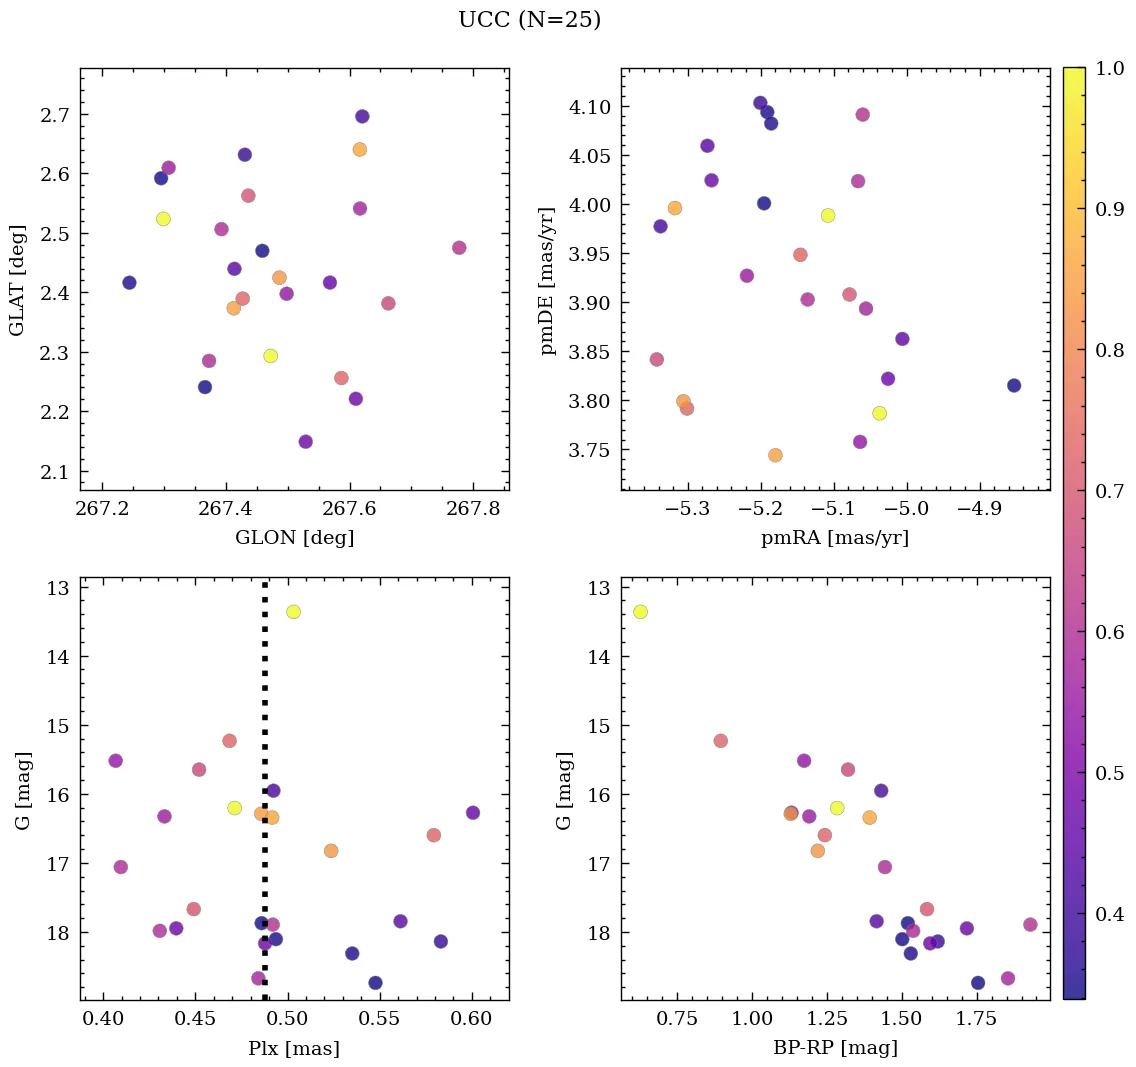 UCC (N=25)
2.7
2.6
2.5
2.4
2.3
2.2
2.1
GLAT [deg]
267.2 267.4 267.6 267.8
GLON [deg]
4.10
4.05
4.00
3.95
3.90
3.85
3.80
3.75
pmDE [mas/yr]
−5.3 −5.2 −5.1 −5.0 −4.9
pmRA [mas/yr]
1.0
0.9
0.8
0.7
0.6
0.5
0.4
13
14
15
16
17
18
G [mag]
0.40 0.45 0.50 0.55 0.60
Plx [mas]
13
14
15
16
17
18
G [mag]
0.75 1.00 1.25 1.50 1.75
BP-RP [mag]